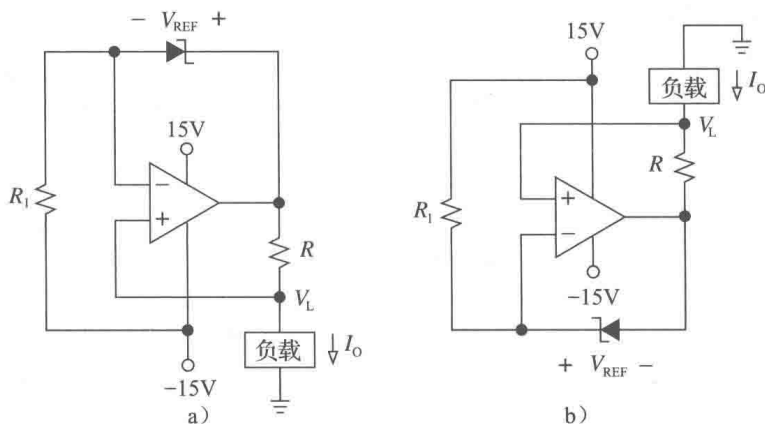 − V_REF +
15V
R₁
−
+
R
V_L
负载 I_O
−15V
a)
15V
负载 I_O
V_L
R
R₁
+
−
−15V
+ V_REF −
b)